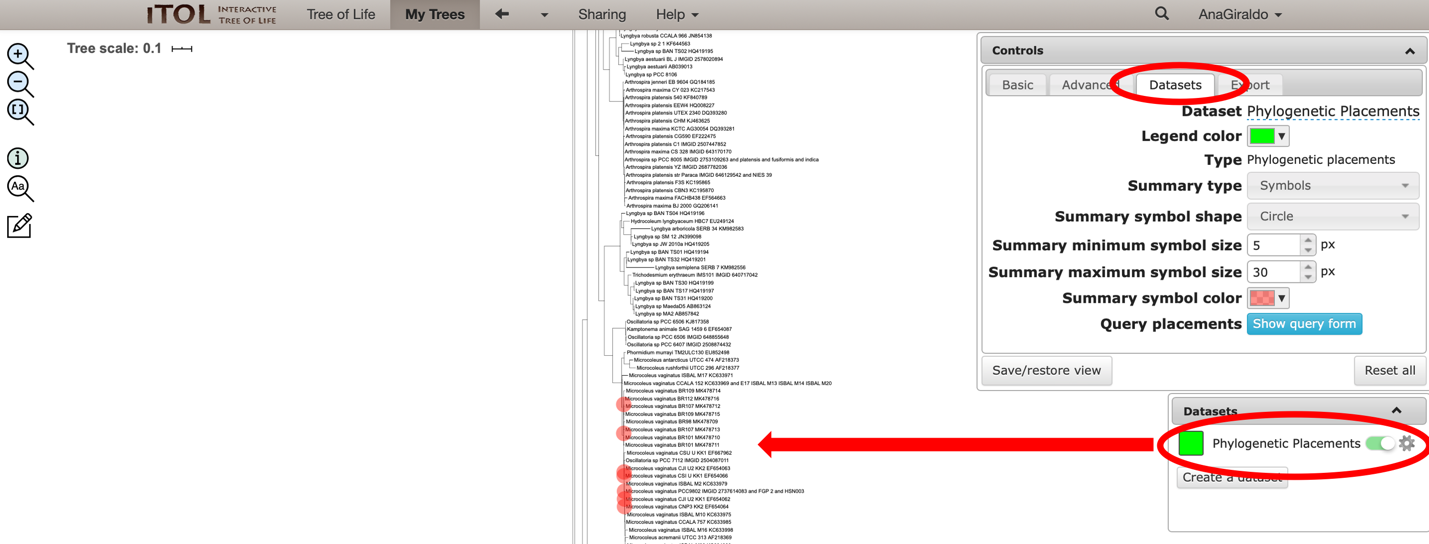 iTOL INTERACTIVE TREE OF LIFE Tree of Life My Trees Sharing Help AnaGiraldo
Tree scale: 0.1
Aa
Lyngbya robusta CCALA 966 JN854138
Lyngbya sp 2 1 KF644563
Lyngbya sp BAN TS02 HQ419195
Lyngbya aestuarii BL J IMGID 2578020894
Lyngbya aestuarii AB039013
Lyngbya sp PCC 8106
Arthrospira jenneri EB 9604 GQ184185
Arthrospira maxima CY 023 KC217543
Arthrospira platensis 540 KF840789
Arthrospira platensis EEW4 HQ008227
Arthrospira platensis UTEX 2340 DQ393280
Arthrospira platensis CHM KJ463625
Arthrospira maxima KCTC AG30054 DQ393281
Arthrospira platensis CG590 EF222475
Arthrospira platensis C1 IMGID 2507447852
Arthrospira maxima CS 328 IMGID 643170170
Arthrospira sp PCC 8005 IMGID 2753109263 and platensis and fusiformis and indica
Arthrospira platensis YZ IMGID 2687782036
Arthrospira platensis str Paraca IMGID 646129542 and NIES 39
Arthrospira platensis F3S KC195865
Arthrospira platensis CBN3 KC195870
Arthrospira maxima FACHB438 EF564663
Arthrospira maxima BJ 2000 GQ206141
Lyngbya sp BAN TS04 HQ419196
Hydrocoleum lyngbyaceum HBC7 EU249124
Lyngbya arboricola SERB 34 KM982583
Lyngbya sp SM 12 JN399098
Lyngbya sp JW 2010a HQ419205
Lyngbya sp BAN TS01 HQ419194
Lyngbya sp BAN TS32 HQ419201
Lyngbya semiplena SERB 7 KM982556
Trichodesmium erythraeum IMS101 IMGID 640717042
Lyngbya sp BAN TS30 HQ419199
Lyngbya sp BAN TS17 HQ419197
Lyngbya sp BAN TS31 HQ419200
Lyngbya sp MaedaD5 AB863124
Lyngbya sp MA2 AB857842
Oscillatoria sp PCC 6506 KJ817358
Kamptonema animale SAG 1459 6 EF654087
Oscillatoria sp PCC 6506 IMGID 648855648
Oscillatoria sp PCC 6407 IMGID 2508674432
Phormidium murrayi TM2ULC130 EU852498
Microcoleus antarcticus UTCC 474 AF218373
Microcoleus rushforthii UTCC 296 AF218377
Microcoleus vaginatus ISBAL M17 KC633971
Microcoleus vaginatus CCALA 152 KC633969 and E17 ISBAL M13 ISBAL M14 ISBAL M20
Microcoleus vaginatus BR109 MK478714
Microcoleus vaginatus BR112 MK478716
Microcoleus vaginatus BR107 MK478712
Microcoleus vaginatus BR109 MK478715
Microcoleus vaginatus BR98 MK478709
Microcoleus vaginatus BR107 MK478713
Microcoleus vaginatus BR101 MK478710
Microcoleus vaginatus BR101 MK478711
Microcoleus vaginatus CSU U KK1 EF667962
Oscillatoria sp PCC 7112 IMGID 2504087011
Microcoleus vaginatus CJI U2 KK2 EF654063
Microcoleus vaginatus CSI U KK1 EF654066
Microcoleus vaginatus ISBAL M2 KC633979
Microcoleus vaginatus PCC9802 IMGID 2737614083 and FGP 2 and HSN003
Microcoleus vaginatus CJI U2 KK1 EF654062
Microcoleus vaginatus CNP3 KK2 EF654064
Microcoleus vaginatus ISBAL M10 KC633975
Microcoleus vaginatus CCALA 757 KC633985
Microcoleus vaginatus ISBAL M16 KC633998
Microcoleus acremanii UTCC 313 AF218369
Controls
Basic Advanced Datasets Export
Dataset Phylogenetic Placements
Legend color
Type Phylogenetic placements
Summary type Symbols
Summary symbol shape Circle
Summary minimum symbol size 5 px
Summary maximum symbol size 30 px
Summary symbol color
Query placements Show query form
Save/restore view Reset all
Datasets
Phylogenetic Placements
Create a dataset